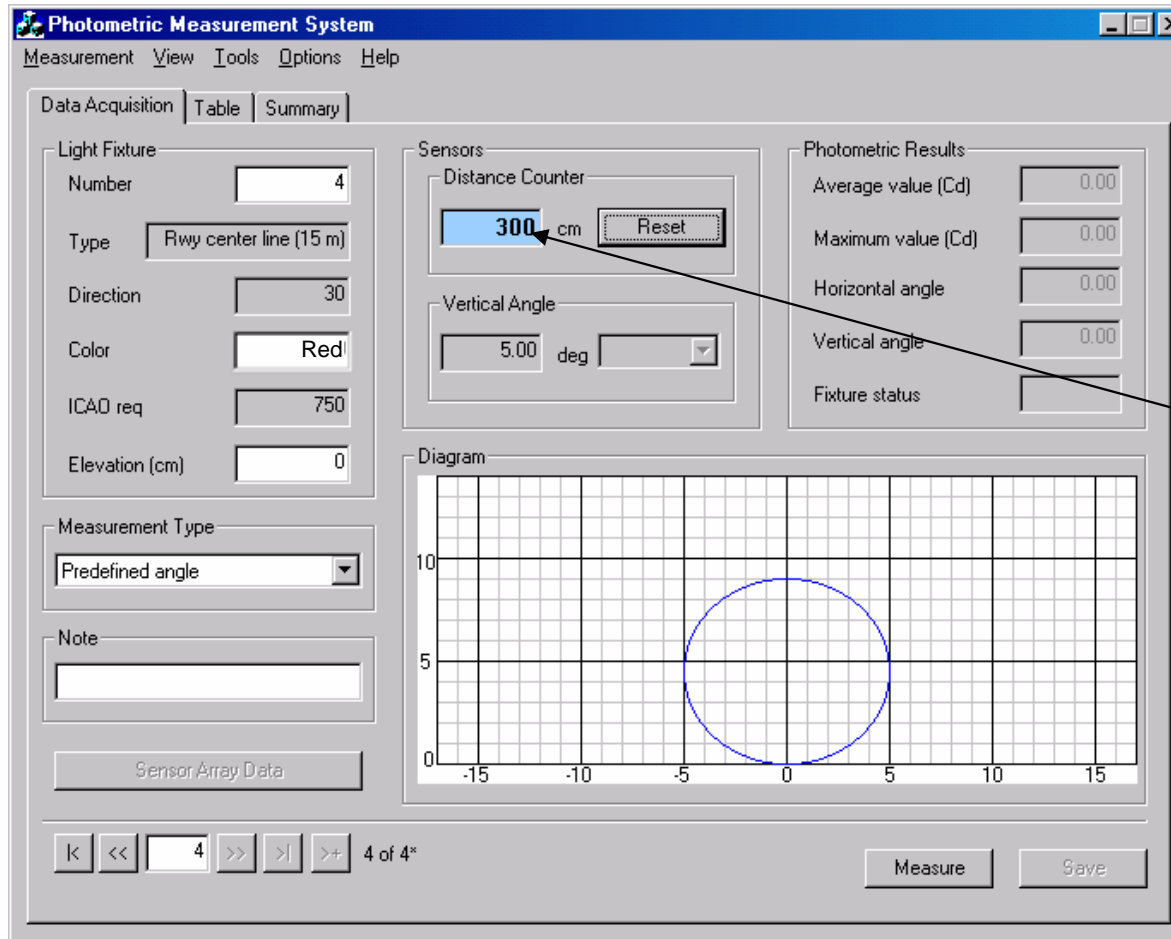 Photometric Measurement System
Measurement View Tools Options Help
Data Acquisition Table Summary
Light Fixture
Number 4
Type Rwy center line (15 m)
Direction 30
Color Red
ICAO req 750
Elevation (cm) 0
Measurement Type
Predefined angle
Note
Sensor Array Data
Sensors
Distance Counter
300 cm Reset
Vertical Angle
5.00 deg
Photometric Results
Average value (Cd) 0.00
Maximum value (Cd) 0.00
Horizontal angle 0.00
Vertical angle 0.00
Fixture status
Diagram
10
5
0
-15 -10 -5 0 5 10 15
|< << 4 >> >| >+ 4 of 4*
Measure Save